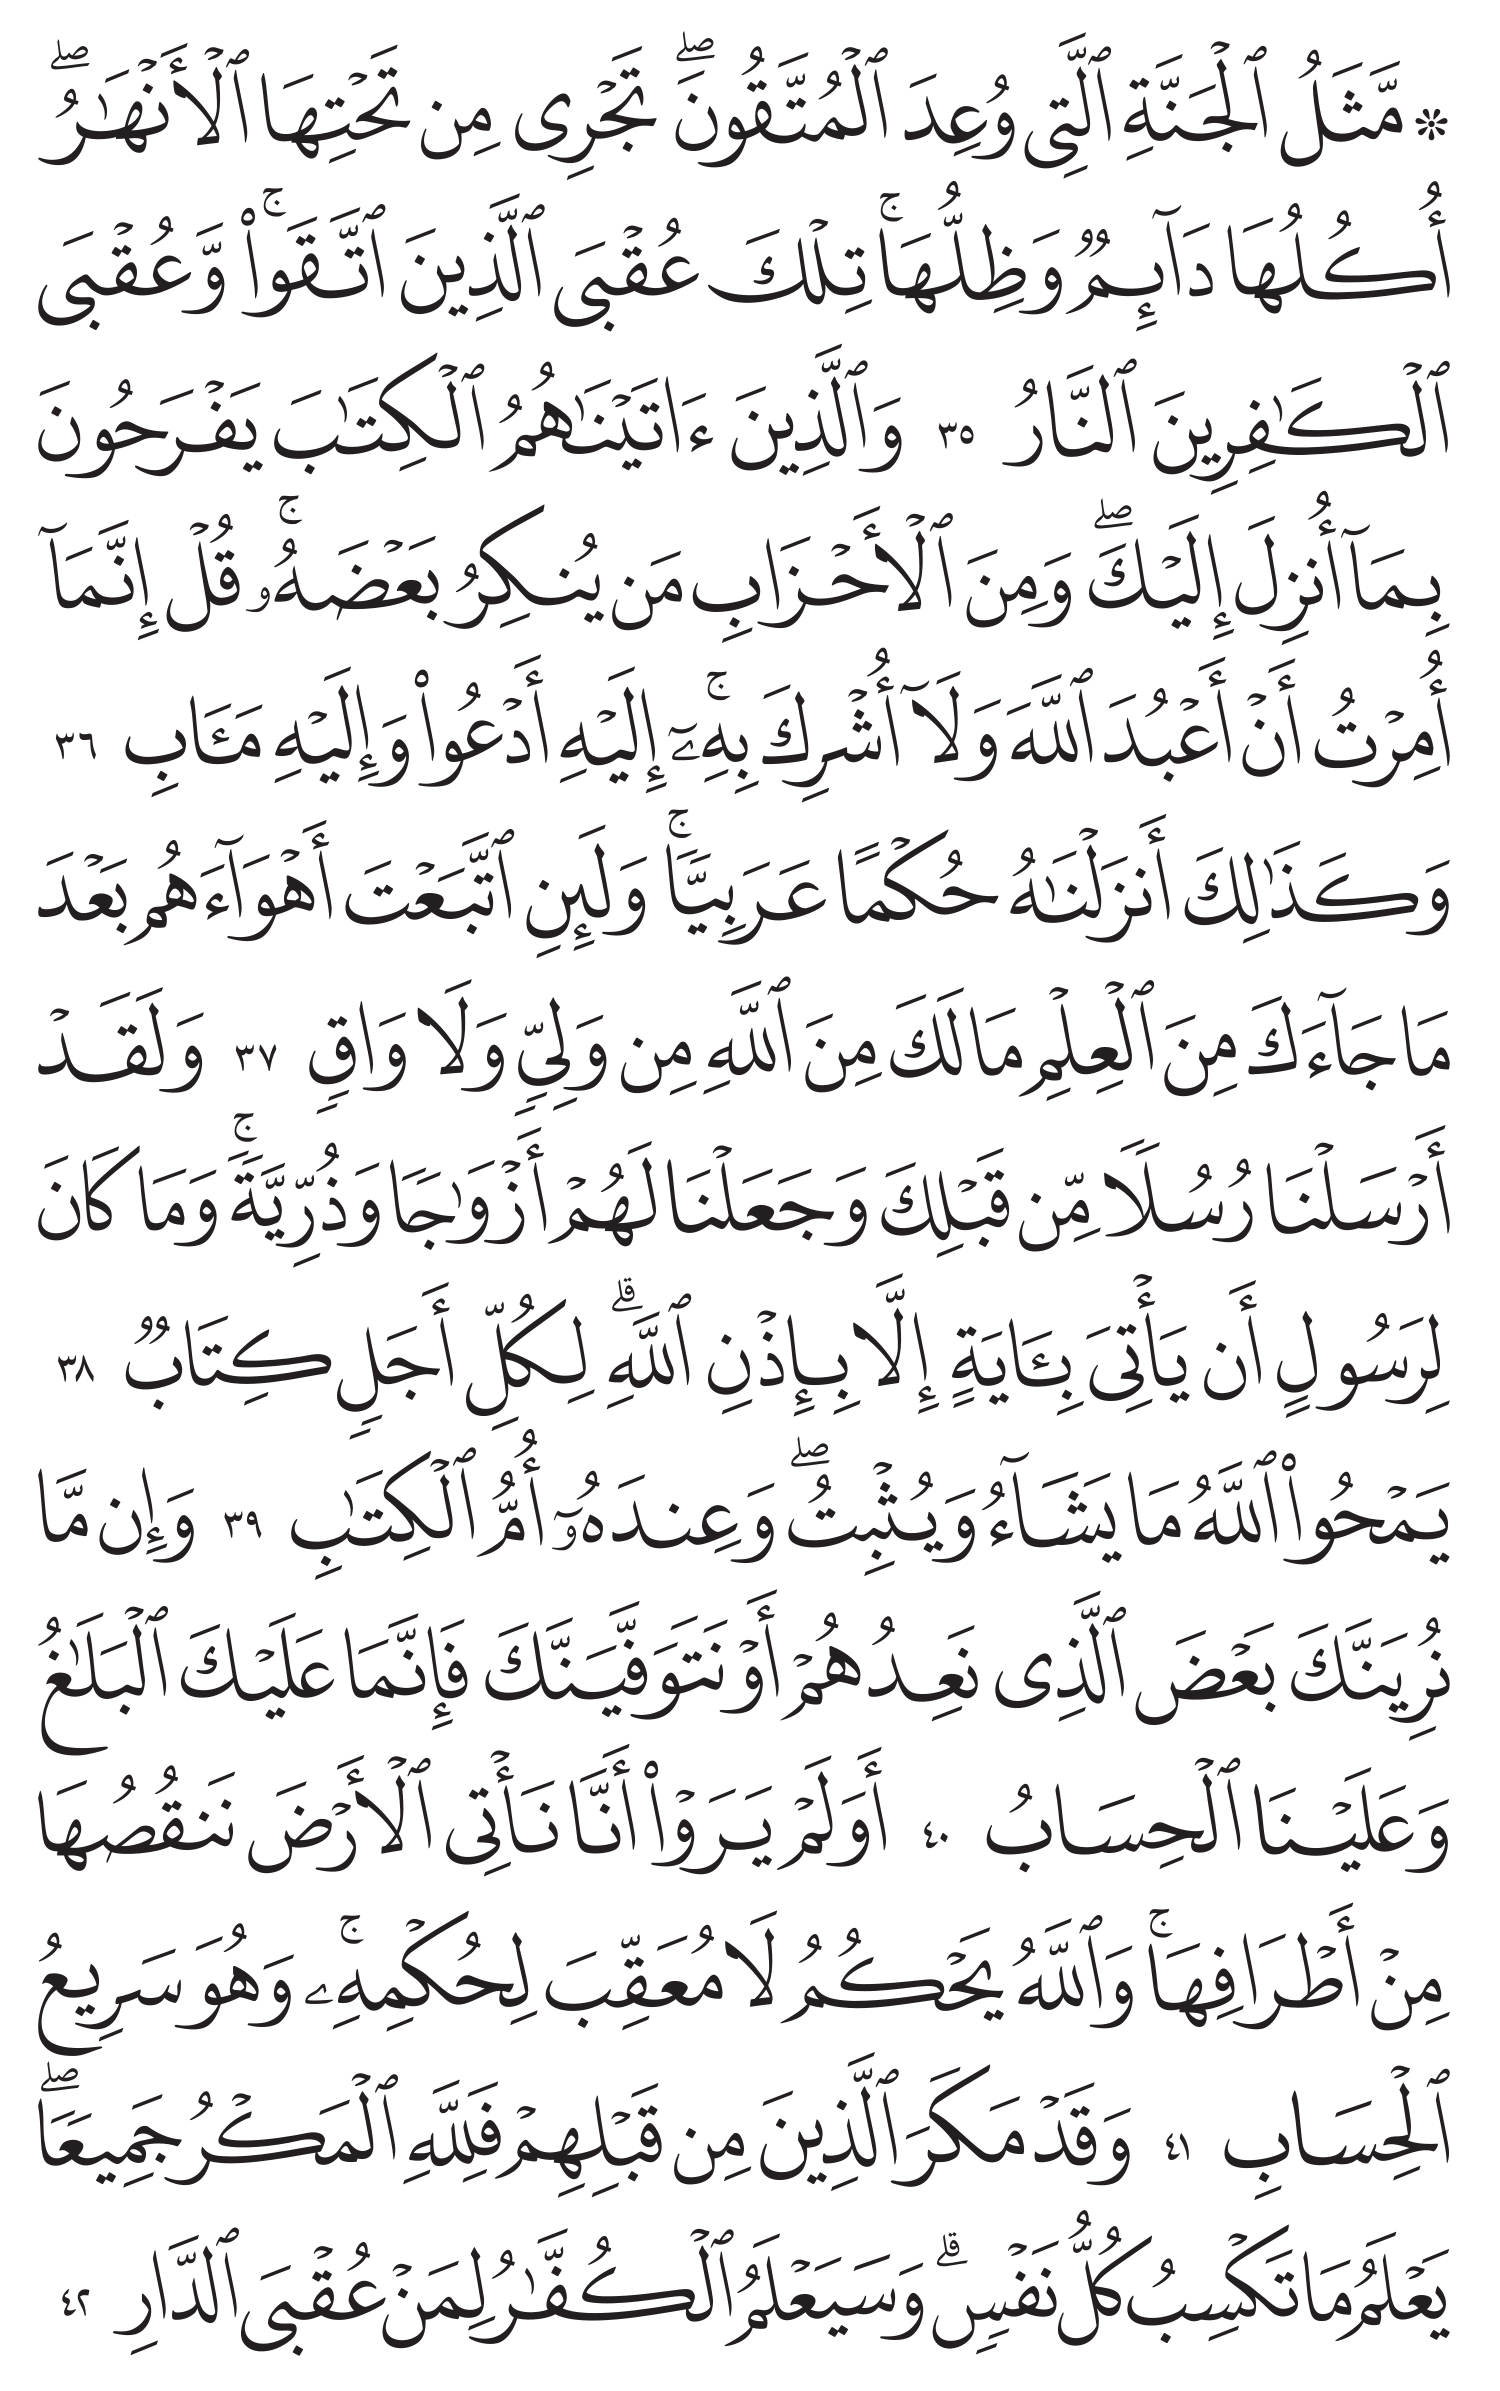 ۞ مَّثَلُ ٱلۡجَنَّةِ ٱلَّتِي وُعِدَ ٱلۡمُتَّقُونَۖ تَجۡرِي مِن تَحۡتِهَا ٱلۡأَنۡهَٰرُۖ
أُكُلُهَا دَآئِمٞ وَظِلُّهَاۚ تِلۡكَ عُقۡبَى ٱلَّذِينَ ٱتَّقَواْۚ وَّعُقۡبَى
ٱلۡكَٰفِرِينَ ٱلنَّارُ ٣٥ وَٱلَّذِينَ ءَاتَيۡنَٰهُمُ ٱلۡكِتَٰبَ يَفۡرَحُونَ
بِمَآ أُنزِلَ إِلَيۡكَۖ وَمِنَ ٱلۡأَحۡزَابِ مَن يُنكِرُ بَعۡضَهُۥۚ قُلۡ إِنَّمَآ
أُمِرۡتُ أَنۡ أَعۡبُدَ ٱللَّهَ وَلَآ أُشۡرِكَ بِهِۦٓۚ إِلَيۡهِ أَدۡعُواْ وَإِلَيۡهِ مَـَٔابِ ٣٦
وَكَذَٰلِكَ أَنزَلۡنَٰهُ حُكۡمًا عَرَبِيّٗاۚ وَلَئِنِ ٱتَّبَعۡتَ أَهۡوَآءَهُم بَعۡدَ
مَا جَآءَكَ مِنَ ٱلۡعِلۡمِ مَا لَكَ مِنَ ٱللَّهِ مِن وَلِيّٖ وَلَا وَاقٖ ٣٧ وَلَقَدۡ
أَرۡسَلۡنَا رُسُلٗا مِّن قَبۡلِكَ وَجَعَلۡنَا لَهُمۡ أَزۡوَٰجٗا وَذُرِّيَّةٗۚ وَمَا كَانَ
لِرَسُولٍ أَن يَأۡتِيَ بِـَٔايَةٍ إِلَّا بِإِذۡنِ ٱللَّهِۗ لِكُلِّ أَجَلٖ كِتَابٞ ٣٨
يَمۡحُواْ ٱللَّهُ مَا يَشَآءُ وَيُثۡبِتُۖ وَعِندَهُۥٓ أُمُّ ٱلۡكِتَٰبِ ٣٩ وَإِن مَّا
نُرِيَنَّكَ بَعۡضَ ٱلَّذِي نَعِدُهُمۡ أَوۡ نَتَوَفَّيَنَّكَ فَإِنَّمَا عَلَيۡكَ ٱلۡبَلَٰغُ
وَعَلَيۡنَا ٱلۡحِسَابُ ٤٠ أَوَلَمۡ يَرَوۡاْ أَنَّا نَأۡتِي ٱلۡأَرۡضَ نَنقُصُهَا
مِنۡ أَطۡرَافِهَاۚ وَٱللَّهُ يَحۡكُمُ لَا مُعَقِّبَ لِحُكۡمِهِۦۚ وَهُوَ سَرِيعُ
ٱلۡحِسَابِ ٤١ وَقَدۡ مَكَرَ ٱلَّذِينَ مِن قَبۡلِهِمۡ فَلِلَّهِ ٱلۡمَكۡرُ جَمِيعٗاۖ
يَعۡلَمُ مَا تَكۡسِبُ كُلُّ نَفۡسٖۗ وَسَيَعۡلَمُ ٱلۡكُفَّٰرُ لِمَنۡ عُقۡبَى ٱلدَّارِ ٤٢